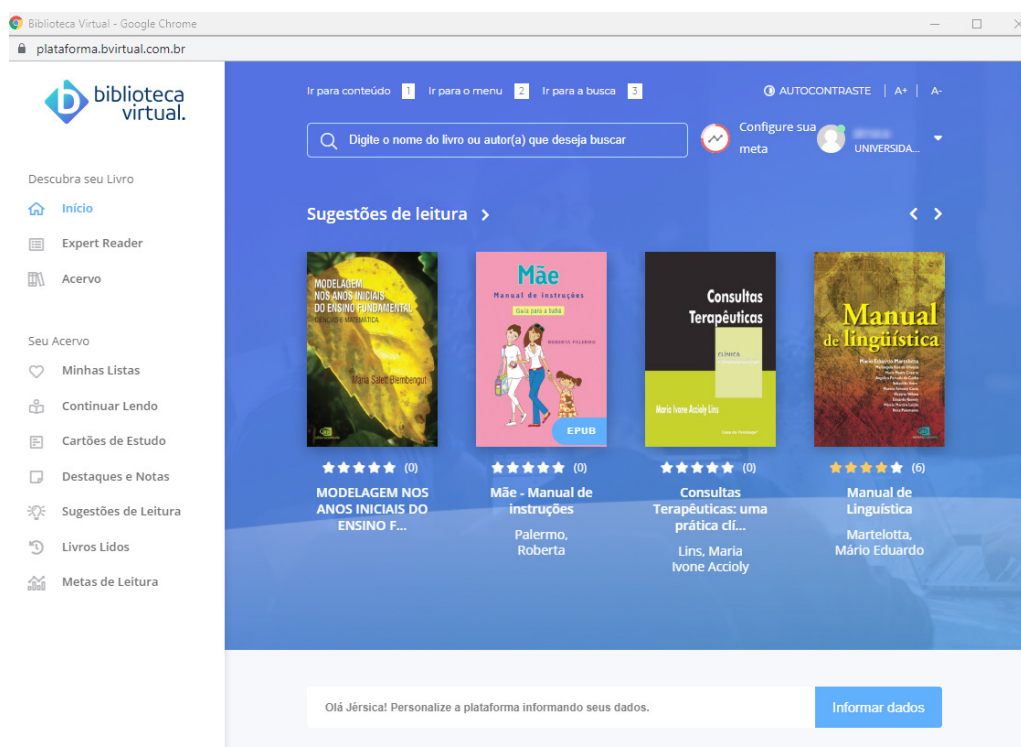 Biblioteca Virtual - Google Chrome
plataforma.bvirtual.com.br
biblioteca
virtual.
Descubra seu Livro
Início
Expert Reader
Acervo
Seu Acervo
Minhas Listas
Continuar Lendo
Cartões de Estudo
Destaques e Notas
Sugestões de Leitura
Livros Lidos
Metas de Leitura
Ir para conteúdo 1 Ir para o menu 2 Ir para a busca 3
AUTOCONTRASTE | A+ | A-
Digite o nome do livro ou autor(a) que deseja buscar
Configure sua
meta
UNIVERSIDA...
Sugestões de leitura
MODELAGEM
NOS ANOS INICIAIS
DO ENSINO FUNDAMENTAL
CIÊNCIAS E MATEMÁTICA
Maria Salett Biembengut
Mãe
Manual de instruções
Guia para a babá
ROBERTA PALERMO
EPUB
Consultas
Terapêuticas
CLÍNICA
Maria Ivone Accioly Lins
Manual
de lingüística
Mário Eduardo Martelotta
(0)
MODELAGEM NOS
ANOS INICIAIS DO
ENSINO F...
(0)
Mãe - Manual de
instruções
Palermo,
Roberta
(0)
Consultas
Terapêuticas: uma
prática clí...
Lins, Maria
Ivone Accioly
(6)
Manual de
Linguística
Martelotta,
Mário Eduardo
Olá Jêrsica! Personalize a plataforma informando seus dados.
Informar dados